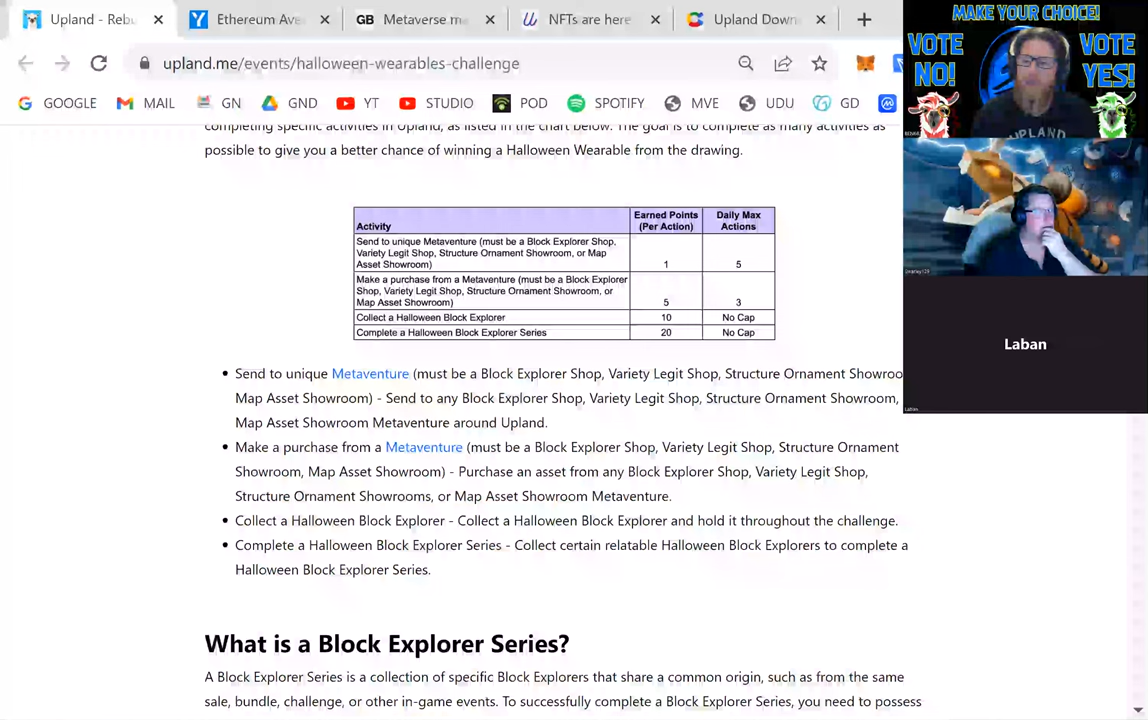 Upland - Rebu
Ethereum Ave
GB Metaverse m
NFTs are here
Upland Down
upland.me/events/halloween-wearables-challenge
GOOGLE
MAIL
GN
GND
YT
STUDIO
POD
SPOTIFY
MVE
UDU
GD
MAKE YOUR CHOICE!
VOTE NO!
VOTE YES!
UPLAND
Laban
completing specific activities in Upland, as listed in the chart below. The goal is to complete as many activities as
possible to give you a better chance of winning a Halloween Wearable from the drawing.
Activity Earned Points (Per Action) Daily Max Actions
Send to unique Metaventure (must be a Block Explorer Shop,
Variety Legit Shop, Structure Ornament Showroom, or Map
Asset Showroom) 1 5
Make a purchase from a Metaventure (must be a Block Explorer
Shop, Variety Legit Shop, Structure Ornament Showroom, or
Map Asset Showroom) 5 3
Collect a Halloween Block Explorer 10 No Cap
Complete a Halloween Block Explorer Series 20 No Cap
• Send to unique Metaventure (must be a Block Explorer Shop, Variety Legit Shop, Structure Ornament Showroo
Map Asset Showroom) - Send to any Block Explorer Shop, Variety Legit Shop, Structure Ornament Showroom,
Map Asset Showroom Metaventure around Upland.
• Make a purchase from a Metaventure (must be a Block Explorer Shop, Variety Legit Shop, Structure Ornament
Showroom, Map Asset Showroom) - Purchase an asset from any Block Explorer Shop, Variety Legit Shop,
Structure Ornament Showrooms, or Map Asset Showroom Metaventure.
• Collect a Halloween Block Explorer - Collect a Halloween Block Explorer and hold it throughout the challenge.
• Complete a Halloween Block Explorer Series - Collect certain relatable Halloween Block Explorers to complete a
Halloween Block Explorer Series.
What is a Block Explorer Series?
A Block Explorer Series is a collection of specific Block Explorers that share a common origin, such as from the same
sale, bundle, challenge, or other in-game events. To successfully complete a Block Explorer Series, you need to possess